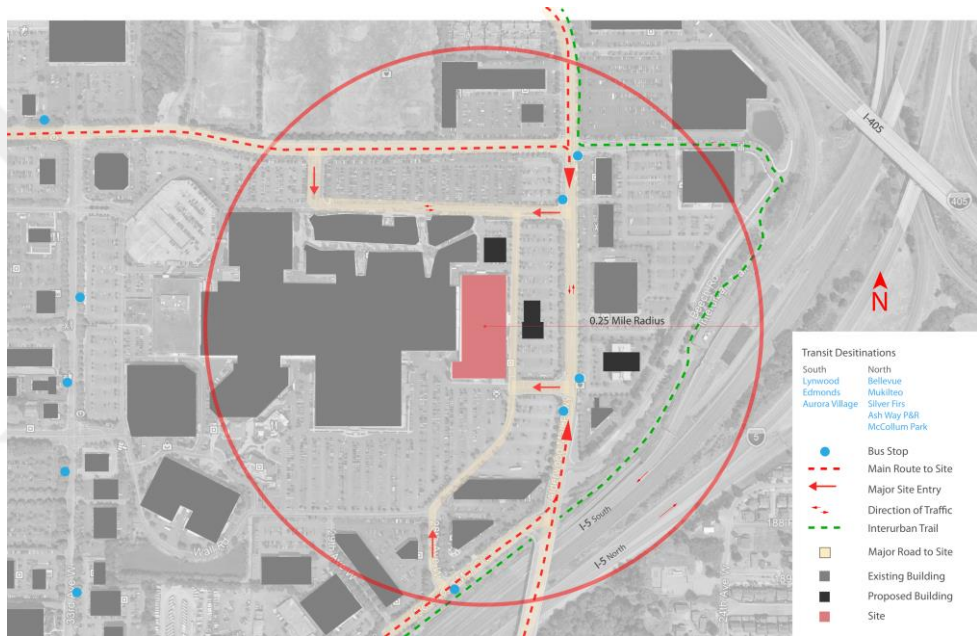 I-405
405
N
0.25 Mile Radius
5
I-5 South
I-5 North
Transit Desitinations
South
Lynwood
Edmonds
Aurora Village
North
Bellevue
Mukilteo
Silver Firs
Ash Way P&R
McCollum Park
Bus Stop
Main Route to Site
Major Site Entry
Direction of Traffic
Interurban Trail
Major Road to Site
Existing Building
Proposed Building
Site